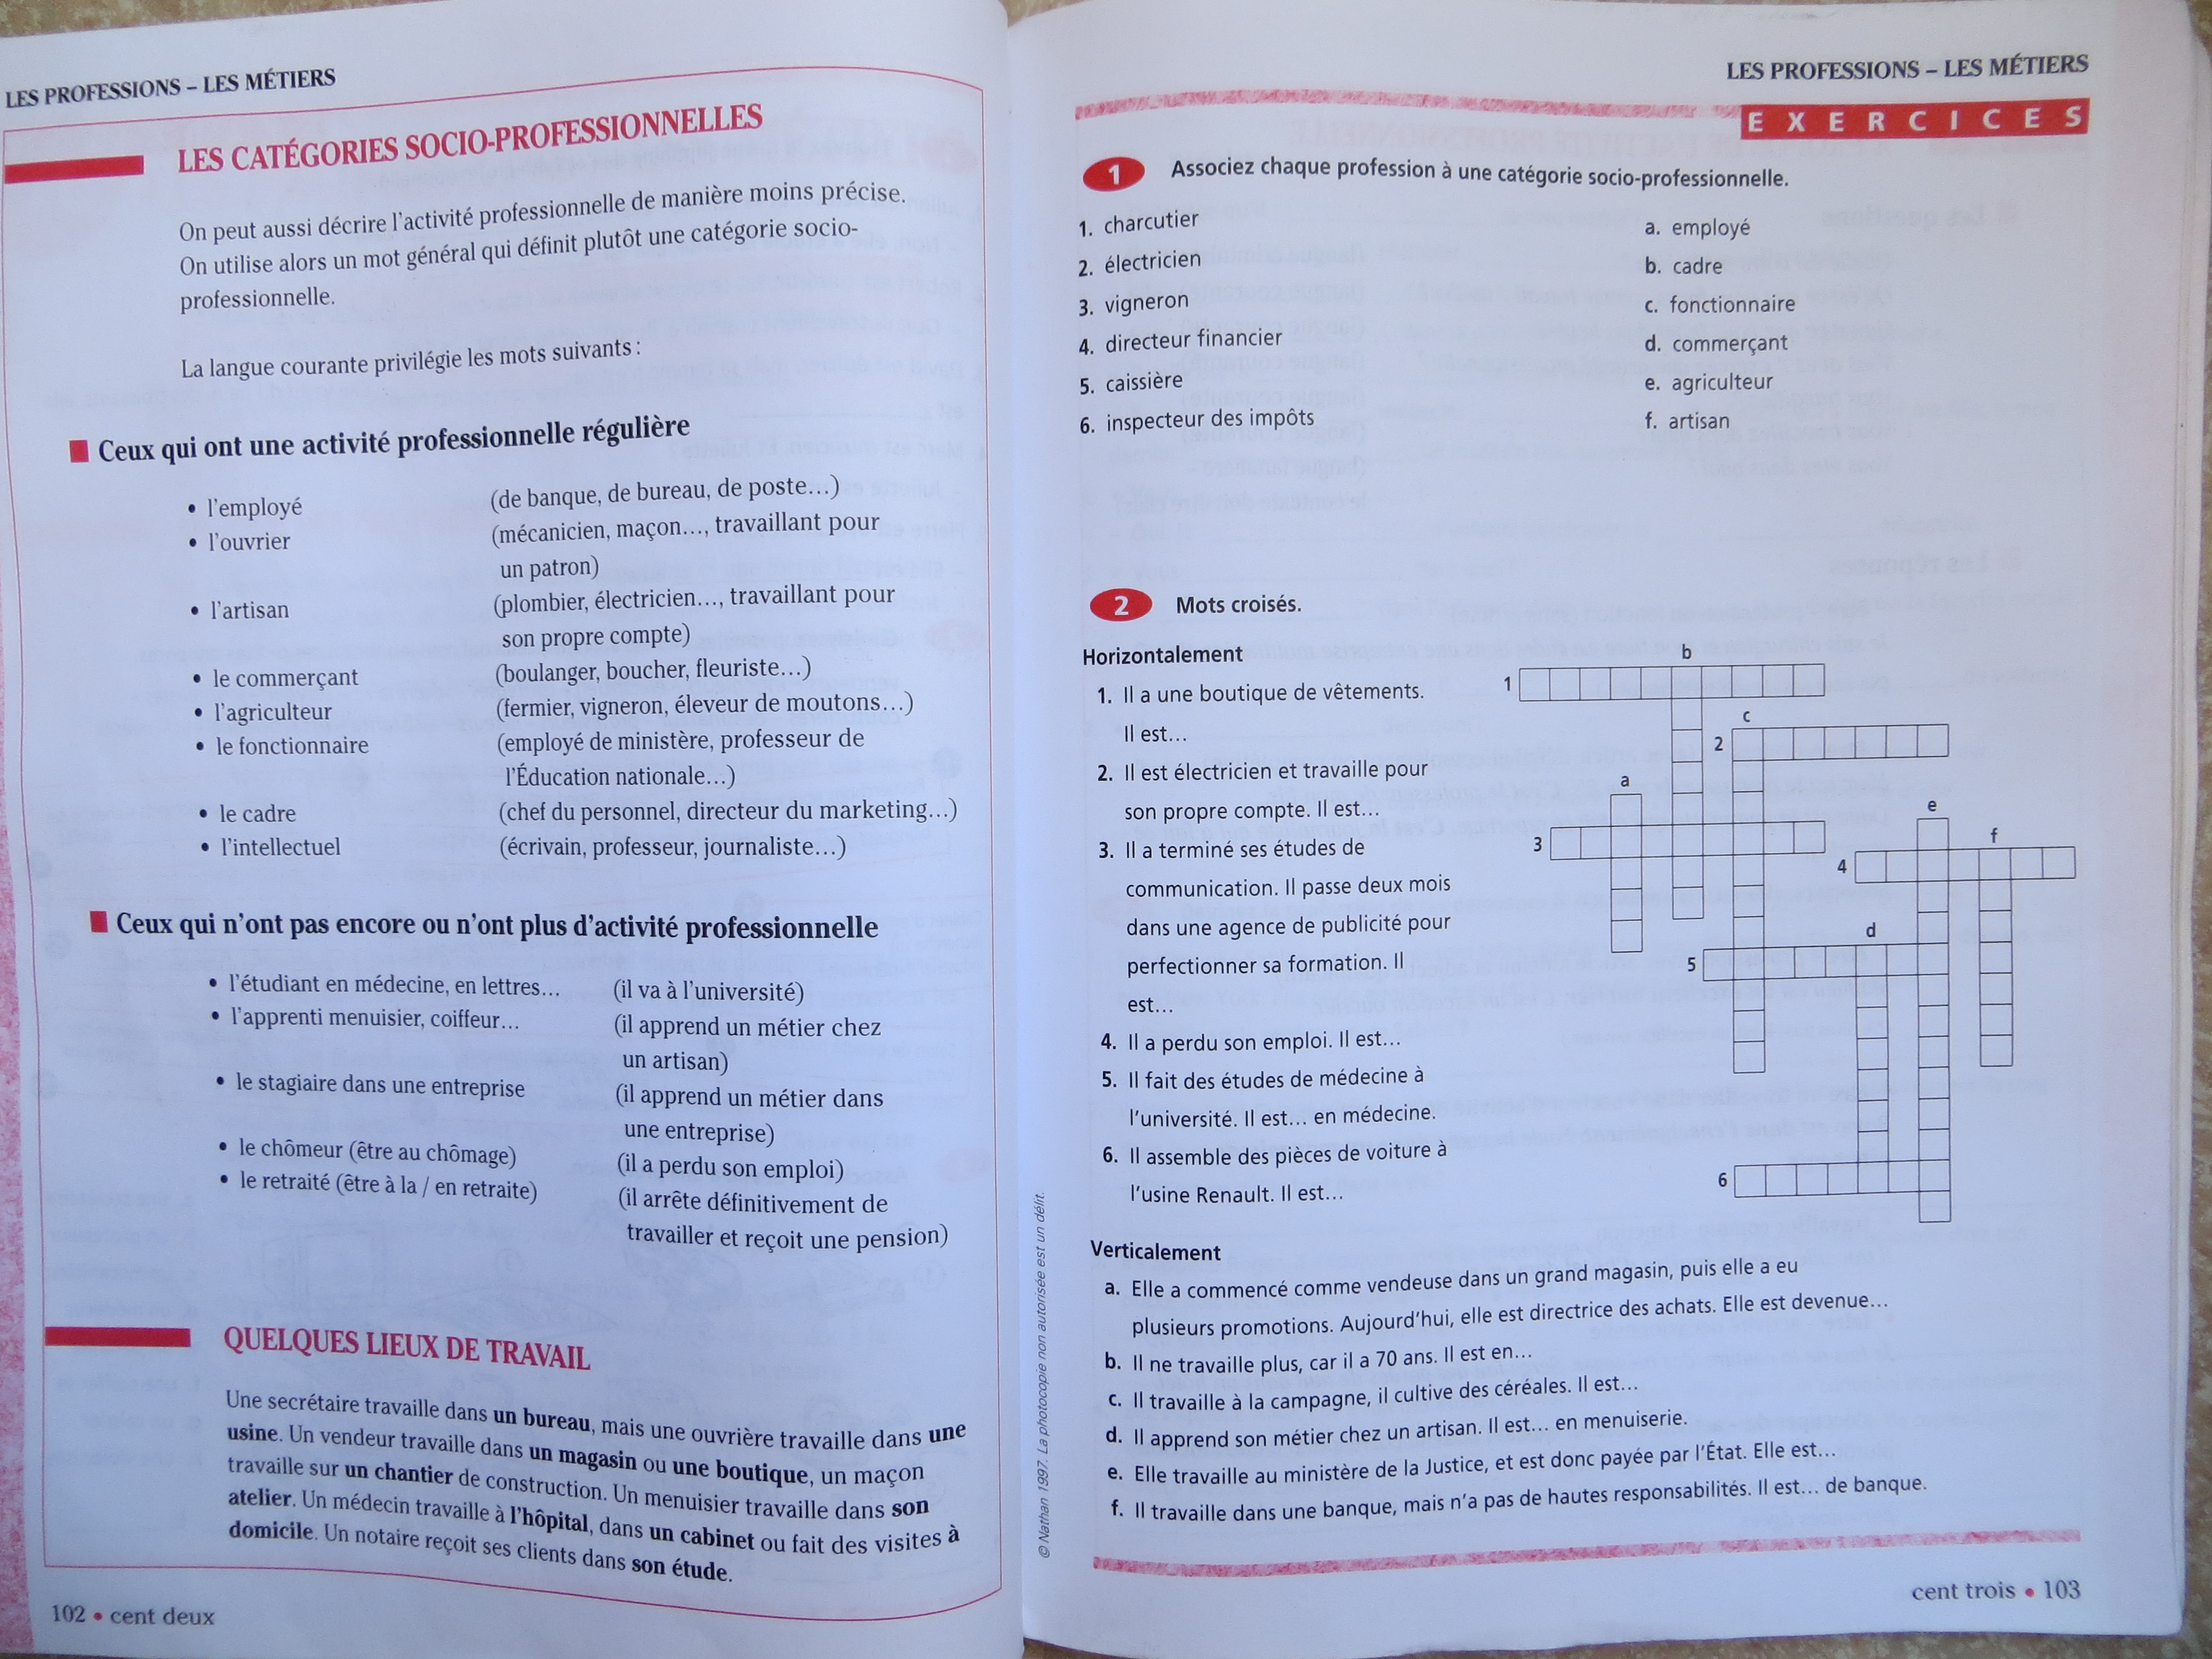 LES PROFESSIONS – LES MÉTIERS
LES CATÉGORIES SOCIO-PROFESSIONNELLES
On peut aussi décrire l'activité professionnelle de manière moins précise.
On utilise alors un mot général qui définit plutôt une catégorie socio-
professionnelle.
La langue courante privilégie les mots suivants :
Ceux qui ont une activité professionnelle régulière
• l'employé (de banque, de bureau, de poste…)
• l'ouvrier (mécanicien, maçon…, travaillant pour
un patron)
• l'artisan (plombier, électricien…, travaillant pour
son propre compte)
• le commerçant (boulanger, boucher, fleuriste…)
• l'agriculteur (fermier, vigneron, éleveur de moutons…)
• le fonctionnaire (employé de ministère, professeur de
l'Éducation nationale…)
• le cadre (chef du personnel, directeur du marketing…)
• l'intellectuel (écrivain, professeur, journaliste…)
Ceux qui n'ont pas encore ou n'ont plus d'activité professionnelle
• l'étudiant en médecine, en lettres… (il va à l'université)
• l'apprenti menuisier, coiffeur… (il apprend un métier chez
un artisan)
• le stagiaire dans une entreprise (il apprend un métier dans
une entreprise)
• le chômeur (être au chômage) (il a perdu son emploi)
• le retraité (être à la / en retraite) (il arrête définitivement de
travailler et reçoit une pension)
QUELQUES LIEUX DE TRAVAIL
Une secrétaire travaille dans un bureau, mais une ouvrière travaille dans une
usine. Un vendeur travaille dans un magasin ou une boutique, un maçon
travaille sur un chantier de construction. Un menuisier travaille dans son
atelier. Un médecin travaille à l'hôpital, dans un cabinet ou fait des visites à
domicile. Un notaire reçoit ses clients dans son étude.
102 • cent deux
LES PROFESSIONS – LES MÉTIERS
EXERCICES
1 Associez chaque profession à une catégorie socio-professionnelle.
1. charcutier a. employé
2. électricien b. cadre
3. vigneron c. fonctionnaire
4. directeur financier d. commerçant
5. caissière e. agriculteur
6. inspecteur des impôts f. artisan
2 Mots croisés.
Horizontalement
1. Il a une boutique de vêtements.
Il est…
2. Il est électricien et travaille pour
son propre compte. Il est…
3. Il a terminé ses études de
communication. Il passe deux mois
dans une agence de publicité pour
perfectionner sa formation. Il
est…
4. Il a perdu son emploi. Il est…
5. Il fait des études de médecine à
l'université. Il est… en médecine.
6. Il assemble des pièces de voiture à
l'usine Renault. Il est…
b
1
c
2
a
e
3
f
4
d
5
6
Verticalement
a. Elle a commencé comme vendeuse dans un grand magasin, puis elle a eu
plusieurs promotions. Aujourd'hui, elle est directrice des achats. Elle est devenue…
b. Il ne travaille plus, car il a 70 ans. Il est en…
c. Il travaille à la campagne, il cultive des céréales. Il est…
d. Il apprend son métier chez un artisan. Il est… en menuiserie.
e. Elle travaille au ministère de la Justice, et est donc payée par l'État. Elle est…
f. Il travaille dans une banque, mais n'a pas de hautes responsabilités. Il est… de banque.
© Nathan 1997. La photocopie non autorisée est un délit.
cent trois • 103